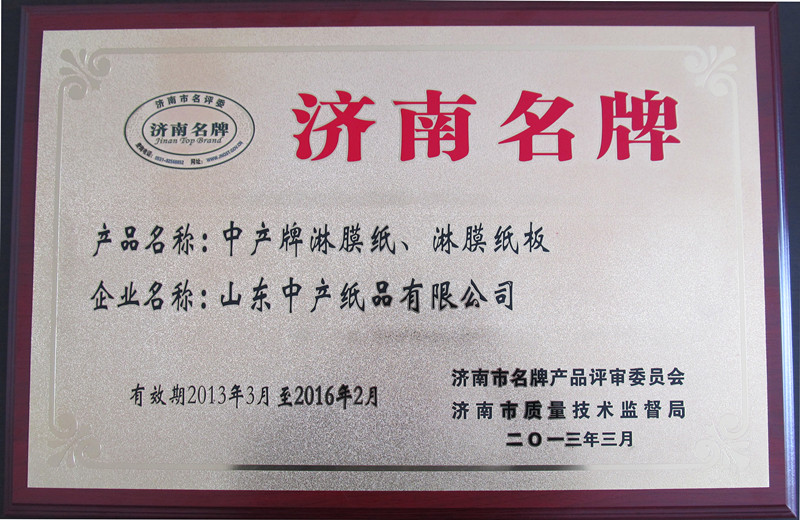 济南市名评委
济南名牌
Jinan Top Brand
济南名牌
产品名称：中产牌淋膜纸、淋膜纸板
企业名称：山东中产纸品有限公司
有效期2013年3月至2016年2月
济南市名牌产品评审委员会
济南市质量技术监督局
二〇一三年三月